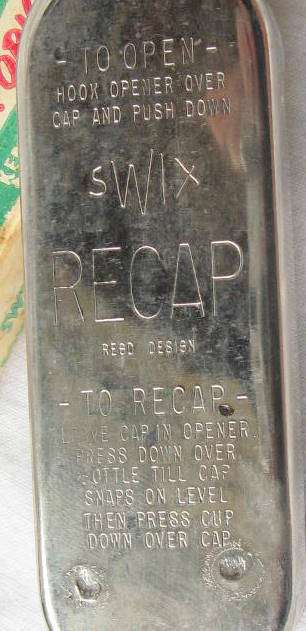 - TO OPEN -
HOOK OPENER OVER
CAP AND PUSH DOWN
SWIX
RECAP
REGD DESIGN
- TO RECAP -
LEAVE CAP IN OPENER.
PRESS DOWN OVER
BOTTLE TILL CAP
SNAPS ON LEVEL
THEN PRESS CUP
DOWN OVER CAP